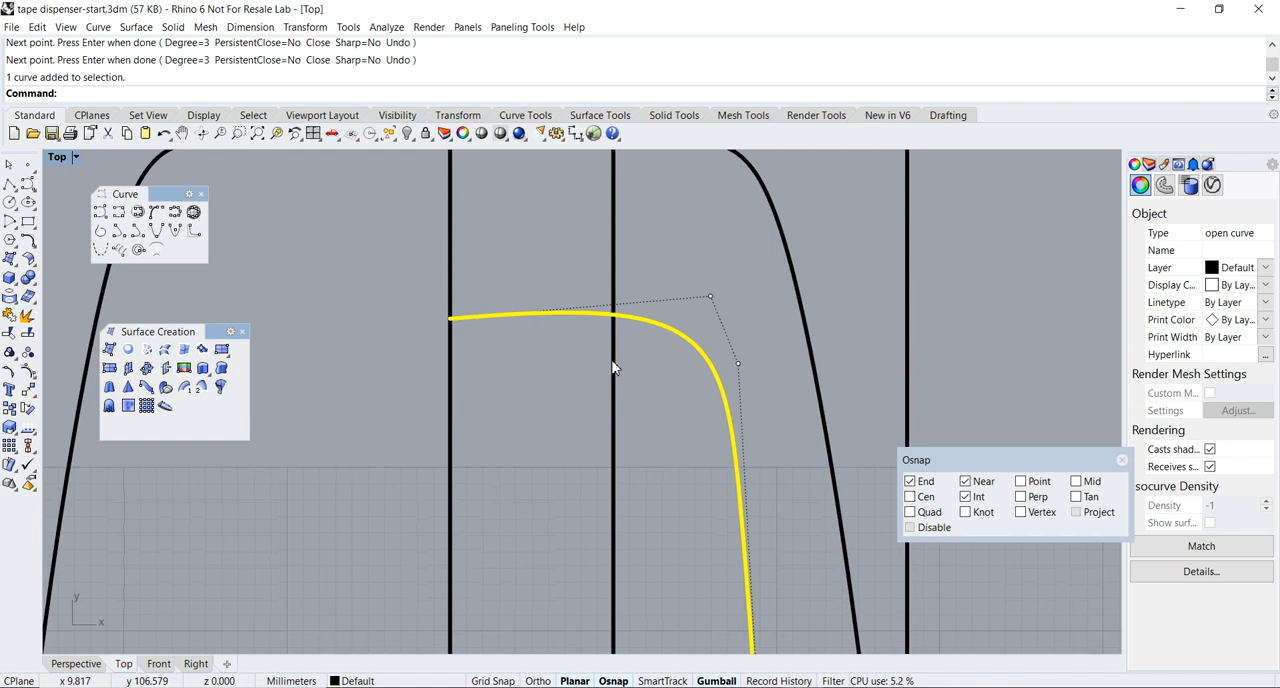 tape dispenser-start.3dm (57 KB) - Rhino 6 Not For Resale Lab - [Top]
File Edit View Curve Surface Solid Mesh Dimension Transform Tools Analyze Render Panels Paneling Tools Help
Next point. Press Enter when done ( Degree=3 PersistentClose=No Close Sharp=No Undo )
Next point. Press Enter when done ( Degree=3 PersistentClose=No Close Sharp=No Undo )
1 curve added to selection.
Command:
Standard CPlanes Set View Display Select Viewport Layout Visibility Transform Curve Tools Surface Tools Solid Tools Mesh Tools Render Tools New in V6 Drafting
Top
Curve
Surface Creation
1 2
Osnap
End Near Point Mid
Cen Int Perp Tan
Quad Knot Vertex Project
Disable
y
x
Object
Type open curve
Name
Layer Default
Display C... By Lay...
Linetype By Layer
Print Color By Lay...
Print Width By Layer
Hyperlink ...
Render Mesh Settings
Custom M...
Settings Adjust...
Rendering
Casts shad...
Receives s...
socurve Density
Density -1
Show surf...
Match
Details...
Perspective Top Front Right
CPlane x 9.817 y 106.579 z 0.000 Millimeters Default Grid Snap Ortho Planar Osnap SmartTrack Gumball Record History Filter CPU use: 5.2 %